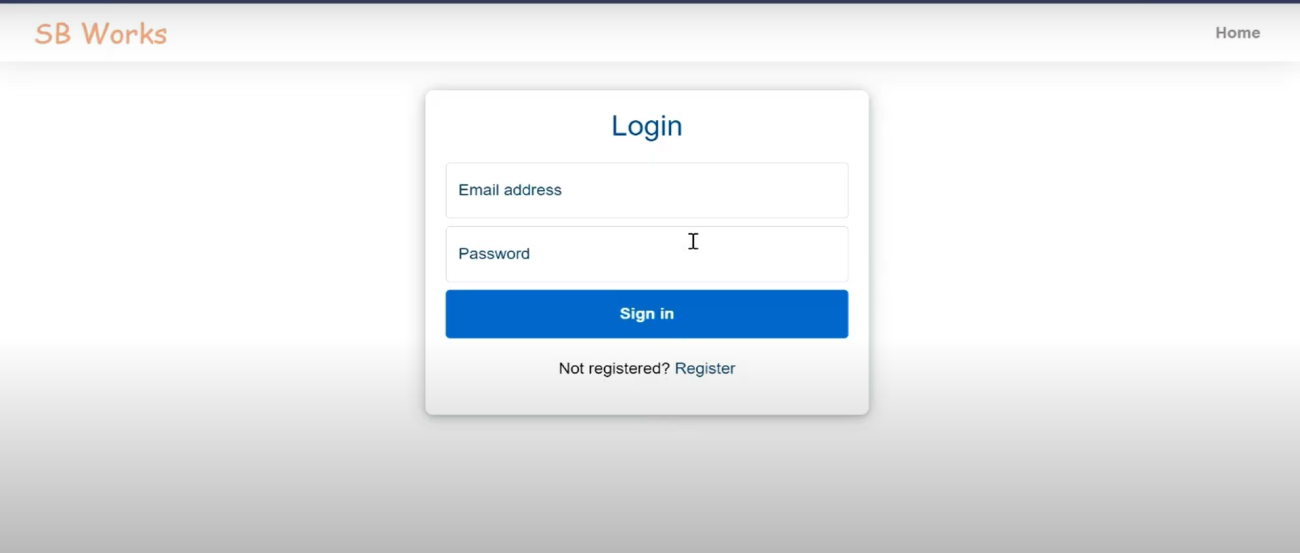 SB Works
Home
Login
Email address
Password
Sign in
Not registered? Register